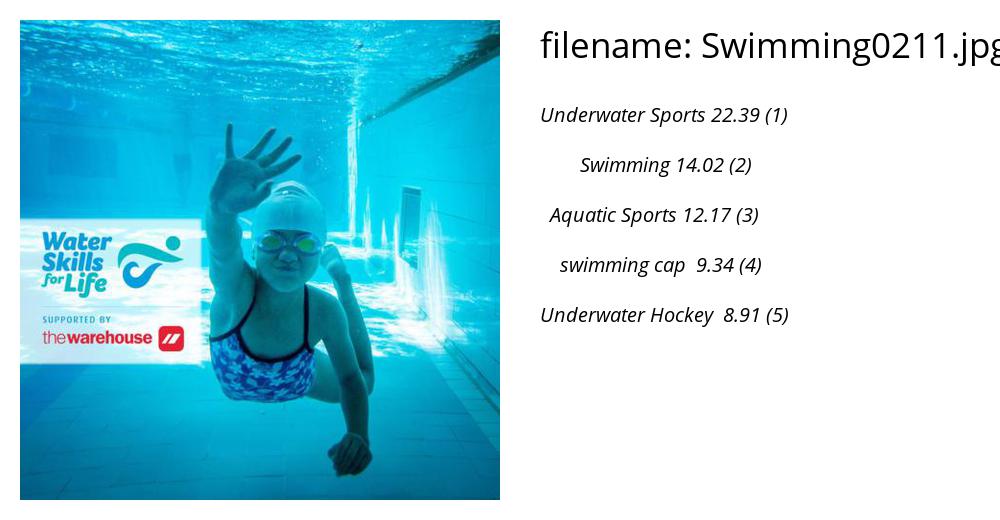 filename: Swimming0211.jpg
Underwater Sports 22.39 (1)
Swimming 14.02 (2)
Aquatic Sports 12.17 (3)
swimming cap 9.34 (4)
Underwater Hockey 8.91 (5)
Water
Skills
for Life
SUPPORTED BY
thewarehouse